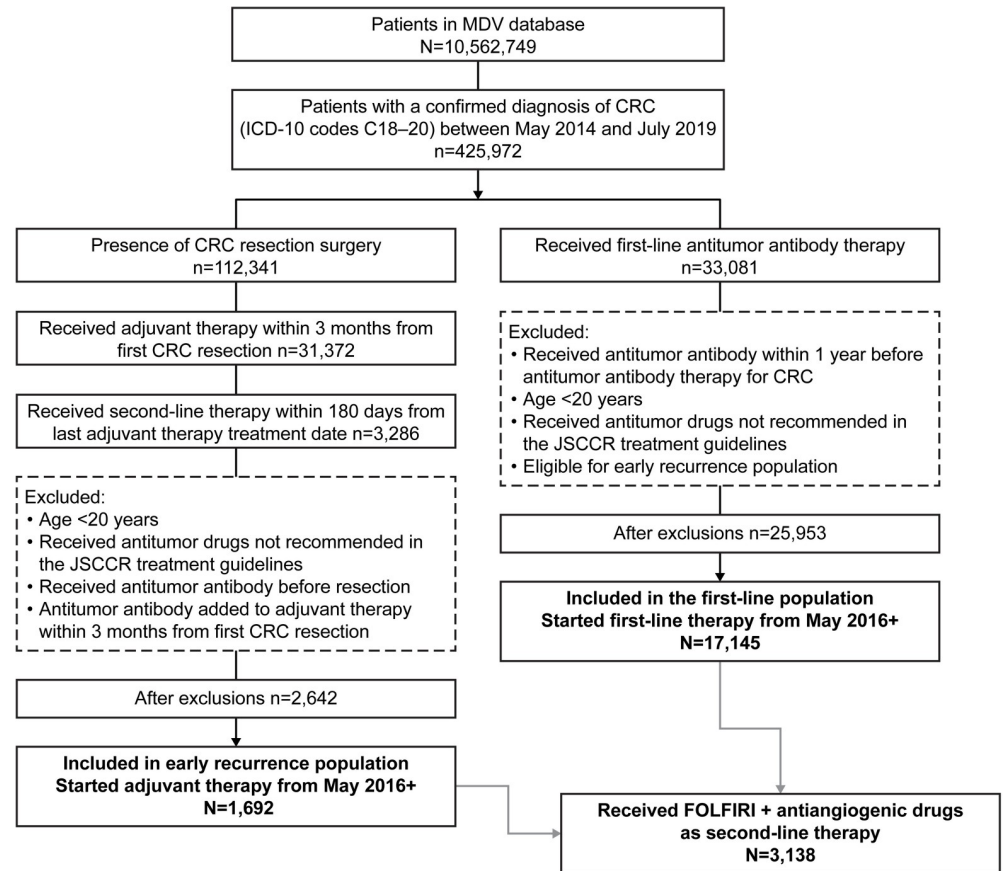 Patients in MDV database
N=10,562,749
Patients with a confirmed diagnosis of CRC
(ICD-10 codes C18–20) between May 2014 and July 2019
n=425,972
Presence of CRC resection surgery
n=112,341
Received adjuvant therapy within 3 months from
first CRC resection n=31,372
Received second-line therapy within 180 days from
last adjuvant therapy treatment date n=3,286
Excluded:
• Age <20 years
• Received antitumor drugs not recommended in
the JSCCR treatment guidelines
• Received antitumor antibody before resection
• Antitumor antibody added to adjuvant therapy
within 3 months from first CRC resection
After exclusions n=2,642
Included in early recurrence population
Started adjuvant therapy from May 2016+
N=1,692
Received first-line antitumor antibody therapy
n=33,081
Excluded:
• Received antitumor antibody within 1 year before
antitumor antibody therapy for CRC
• Age <20 years
• Received antitumor drugs not recommended in
the JSCCR treatment guidelines
• Eligible for early recurrence population
After exclusions n=25,953
Included in the first-line population
Started first-line therapy from May 2016+
N=17,145
Received FOLFIRI + antiangiogenic drugs
as second-line therapy
N=3,138